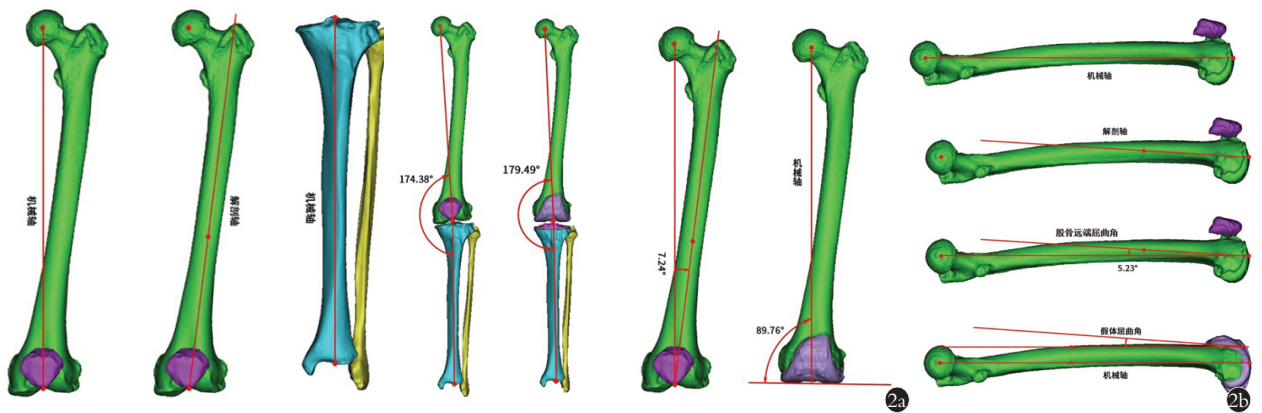 机械轴
解剖轴
机械轴
174.38°
179.49°
7.24°
机械轴
89.76°
2a
机械轴
解剖轴
股骨远端屈曲角
5.23°
假体屈曲角
机械轴
2b